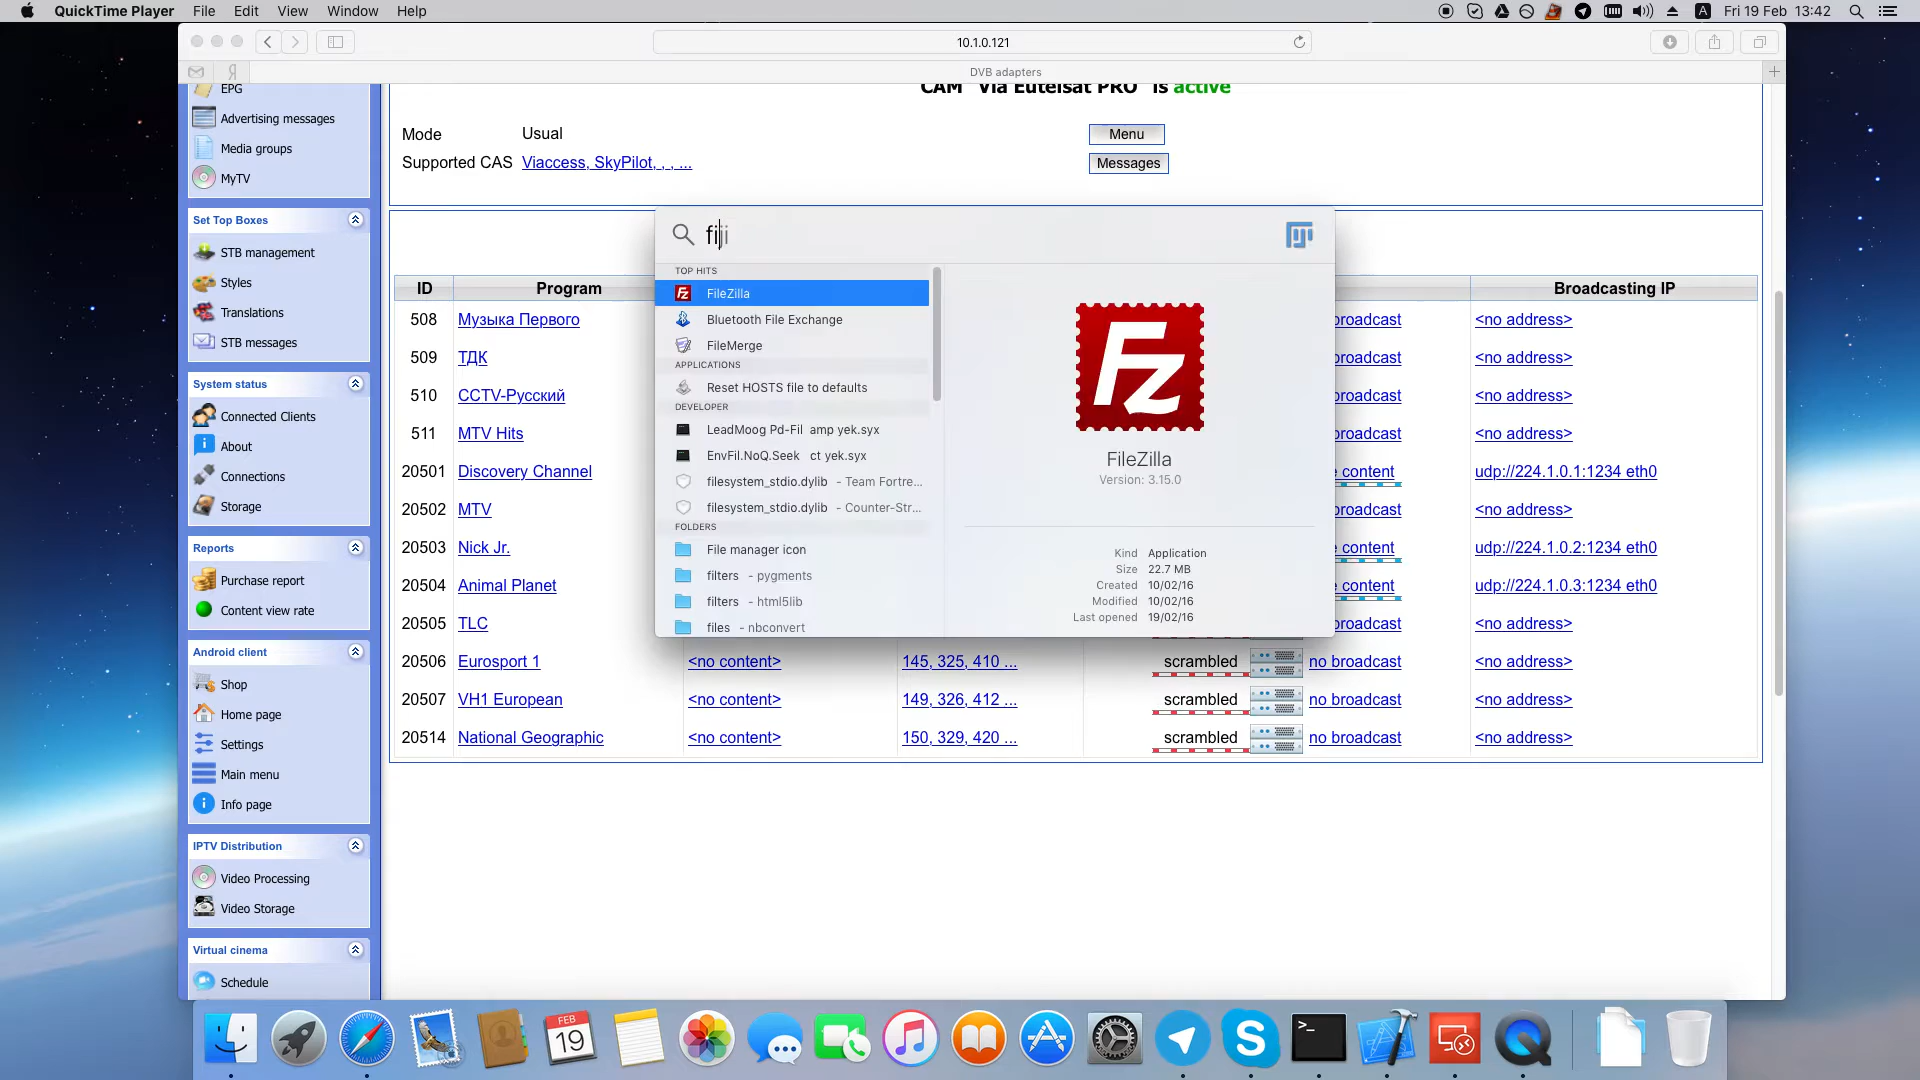 QuickTime Player File Edit View Window Help
A Fri 19 Feb 13:42
10.1.0.121
DVB adapters
EPG
Advertising messages
Media groups
MyTV
Set Top Boxes
STB management
Styles
Translations
STB messages
System status
Connected Clients
About
Connections
Storage
Reports
Purchase report
Content view rate
Android client
Shop
Home page
Settings
Main menu
Info page
IPTV Distribution
Video Processing
Video Storage
Virtual cinema
Schedule
CAM "Via Eutelsat PRO" is active
Mode Usual Menu
Supported CAS Viaccess, SkyPilot, , , ... Messages
fiji
TOP HITS
FileZilla
Bluetooth File Exchange
FileMerge
APPLICATIONS
Reset HOSTS file to defaults
DEVELOPER
LeadMoog Pd-Fil amp yek.syx
EnvFil.NoQ.Seek ct yek.syx
filesystem_stdio.dylib - Team Fortre...
filesystem_stdio.dylib - Counter-Str...
FOLDERS
File manager icon
filters - pygments
filters - html5lib
files - nbconvert
Fz
FileZilla
Version: 3.15.0
Kind Application
Size 22.7 MB
Created 10/02/16
Modified 10/02/16
Last opened 19/02/16
ID Program Broadcasting IP
508 Музыка Первого broadcast <no address>
509 ТДК broadcast <no address>
510 CCTV-Русский broadcast <no address>
511 MTV Hits broadcast <no address>
20501 Discovery Channel content udp://224.1.0.1:1234 eth0
20502 MTV broadcast <no address>
20503 Nick Jr. content udp://224.1.0.2:1234 eth0
20504 Animal Planet content udp://224.1.0.3:1234 eth0
20505 TLC broadcast <no address>
20506 Eurosport 1 <no content> 145, 325, 410 ... scrambled no broadcast <no address>
20507 VH1 European <no content> 149, 326, 412 ... scrambled no broadcast <no address>
20514 National Geographic <no content> 150, 329, 420 ... scrambled no broadcast <no address>
FEB
19